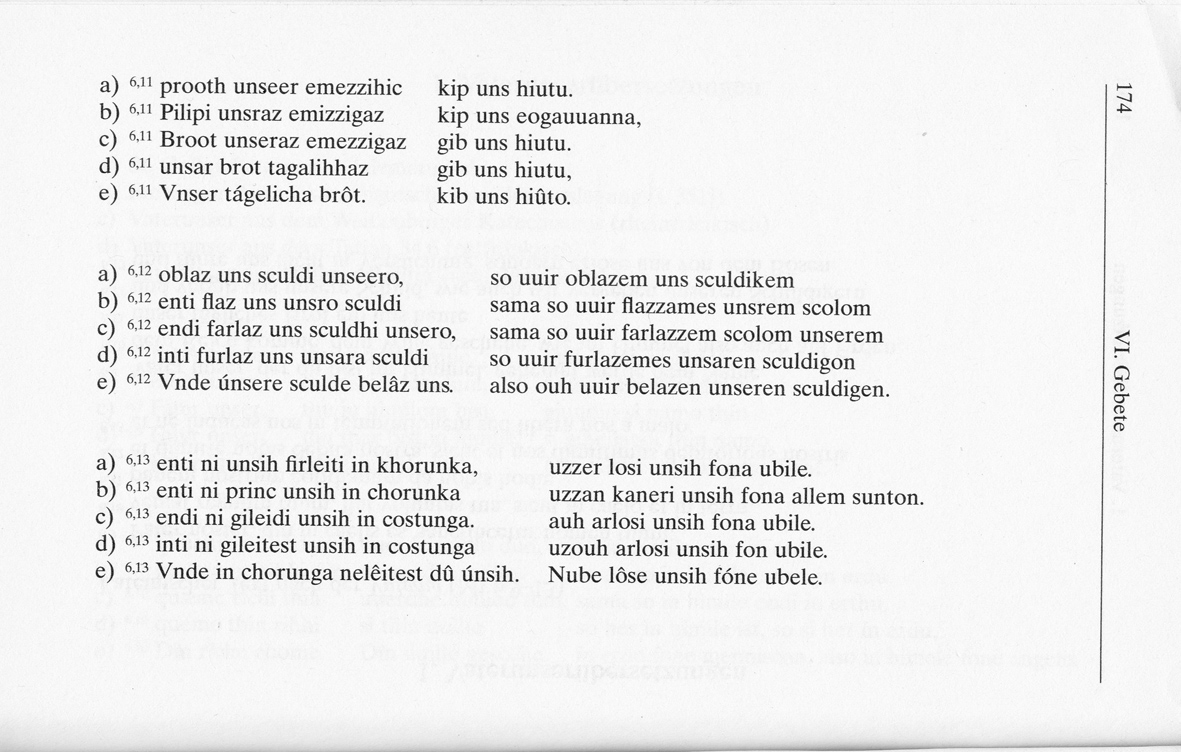 174
VI. Gebete
a) 6,11 prooth unseer emezzihic kip uns hiutu.
b) 6,11 Pilipi unsraz emizzigaz kip uns eogauuanna,
c) 6,11 Broot unseraz emezzigaz gib uns hiutu.
d) 6,11 unsar brot tagalihhaz gib uns hiutu,
e) 6,11 Vnser tágelicha brôt. kib uns hiûto.
a) 6,12 oblaz uns sculdi unseero, so uuir oblazem uns sculdikem
b) 6,12 enti flaz uns unsro sculdi sama so uuir flazzames unsrem scolom
c) 6,12 endi farlaz uns sculdhi unsero, sama so uuir farlazzem scolom unserem
d) 6,12 inti furlaz uns unsara sculdi so uuir furlazemes unsaren sculdigon
e) 6,12 Vnde únsere sculde belâz uns. also ouh uuir belazen unseren sculdigen.
a) 6,13 enti ni unsih firleiti in khorunka, uzzer losi unsih fona ubile.
b) 6,13 enti ni princ unsih in chorunka uzzan kaneri unsih fona allem sunton.
c) 6,13 endi ni gileidi unsih in costunga. auh arlosi unsih fona ubile.
d) 6,13 inti ni gileitest unsih in costunga uzouh arlosi unsih fon ubile.
e) 6,13 Vnde in chorunga nelêitest dû únsih. Nube lôse unsih fóne ubele.